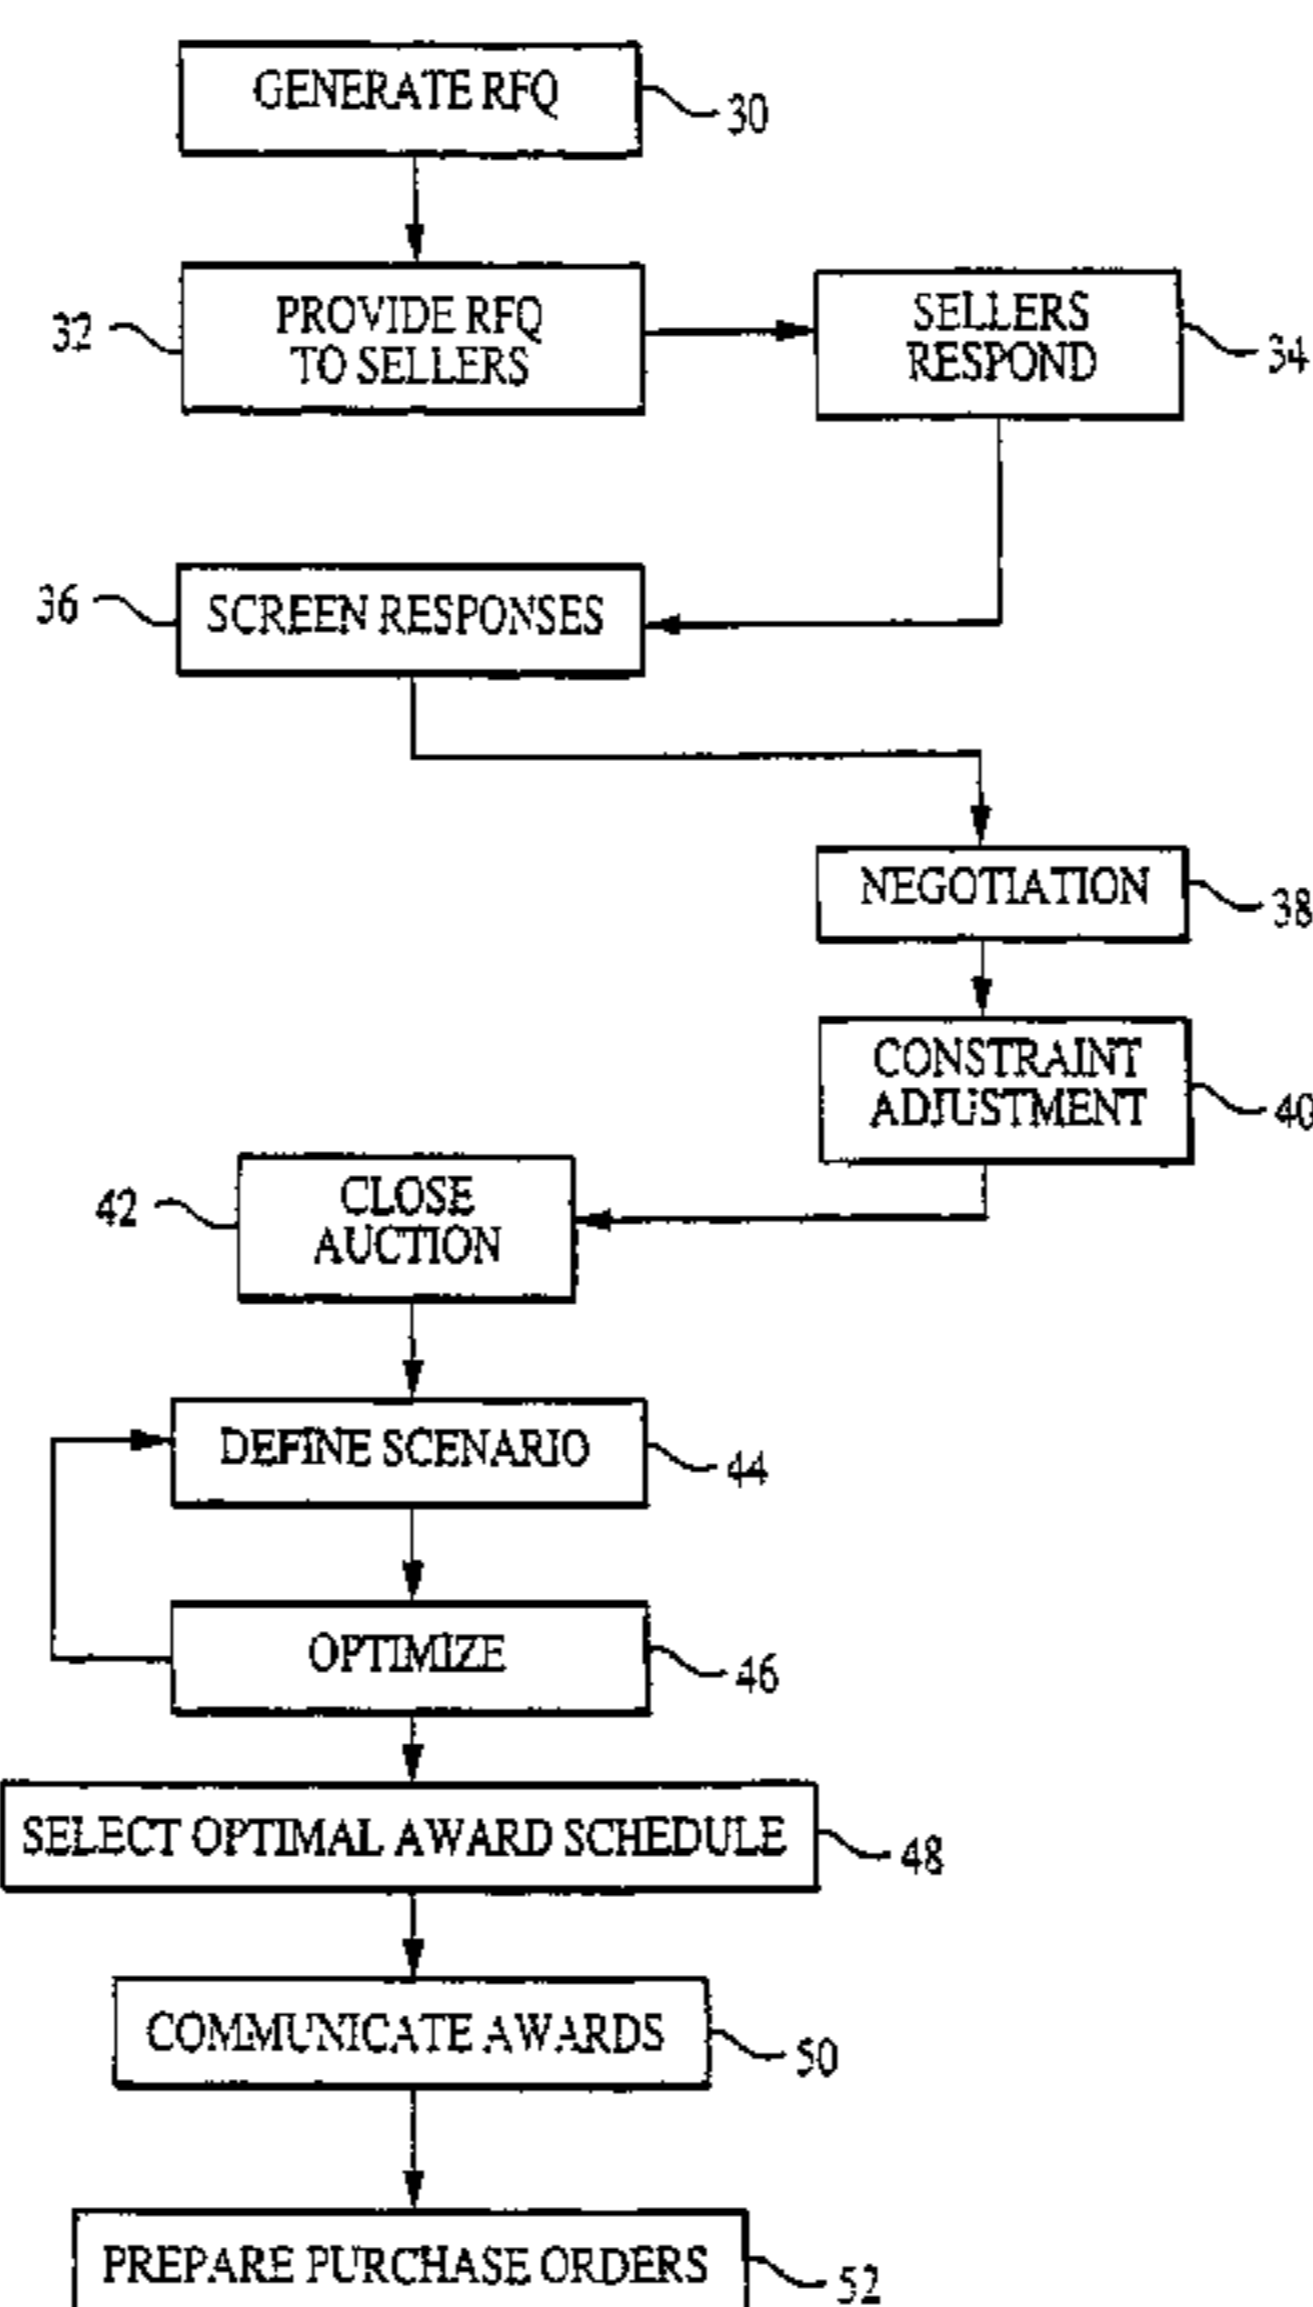 GENERATE RFQ
30
32
PROVIDE RFQ
TO SELLERS
SELLERS
RESPOND
34
36
SCREEN RESPONSES
NEGOTIATION
38
CONSTRAINT
ADJUSTMENT
40
42
CLOSE
AUCTION
DEFINE SCENARIO
44
OPTIMIZE
46
SELECT OPTIMAL AWARD SCHEDULE
48
COMMUNICATE AWARDS
50
PREPARE PURCHASE ORDERS
52